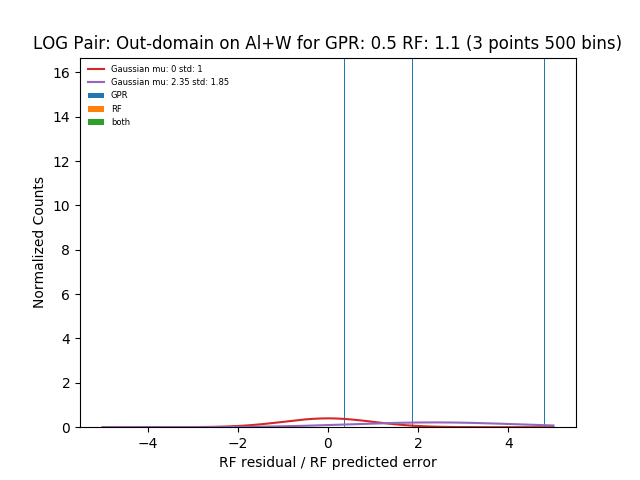 LOG Pair: Out-domain on Al+W for GPR: 0.5 RF: 1.1 (3 points 500 bins)
Gaussian mu: 0 std: 1
Gaussian mu: 2.35 std: 1.85
GPR
RF
both
Normalized Counts
16
14
12
10
8
6
4
2
0
−4
−2
0
2
4
RF residual / RF predicted error